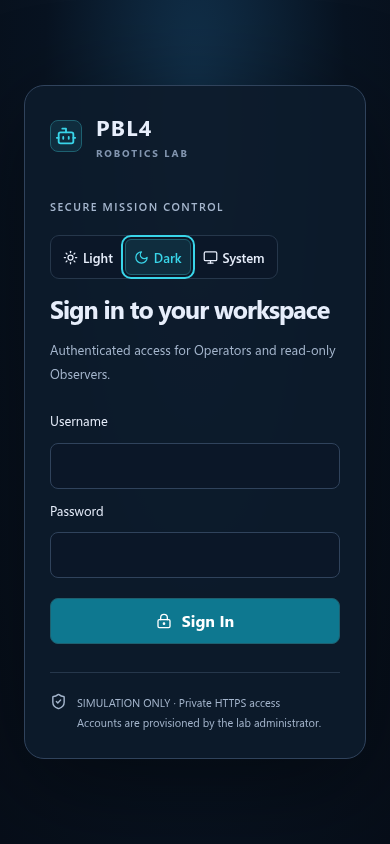 PBL4
ROBOTICS LAB
SECURE MISSION CONTROL
Light Dark System
Sign in to your workspace
Authenticated access for Operators and read-only
Observers.
Username
Password
Sign In
SIMULATION ONLY · Private HTTPS access
Accounts are provisioned by the lab administrator.